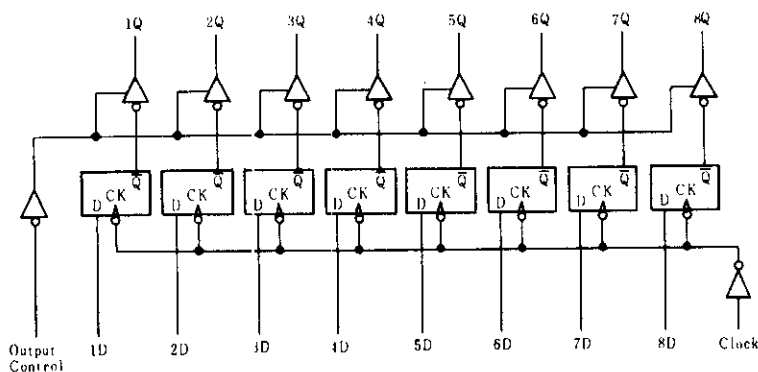 1Q 2Q 3Q 4Q 5Q 6Q 7Q 8Q
Q̅ Q̅ Q̅ Q̅ Q̅ Q̅ Q̅ Q̅
CK CK CK CK CK CK CK CK
D D D D D D D D
Output Control 1D 2D 3D 4D 5D 6D 7D 8D Clock